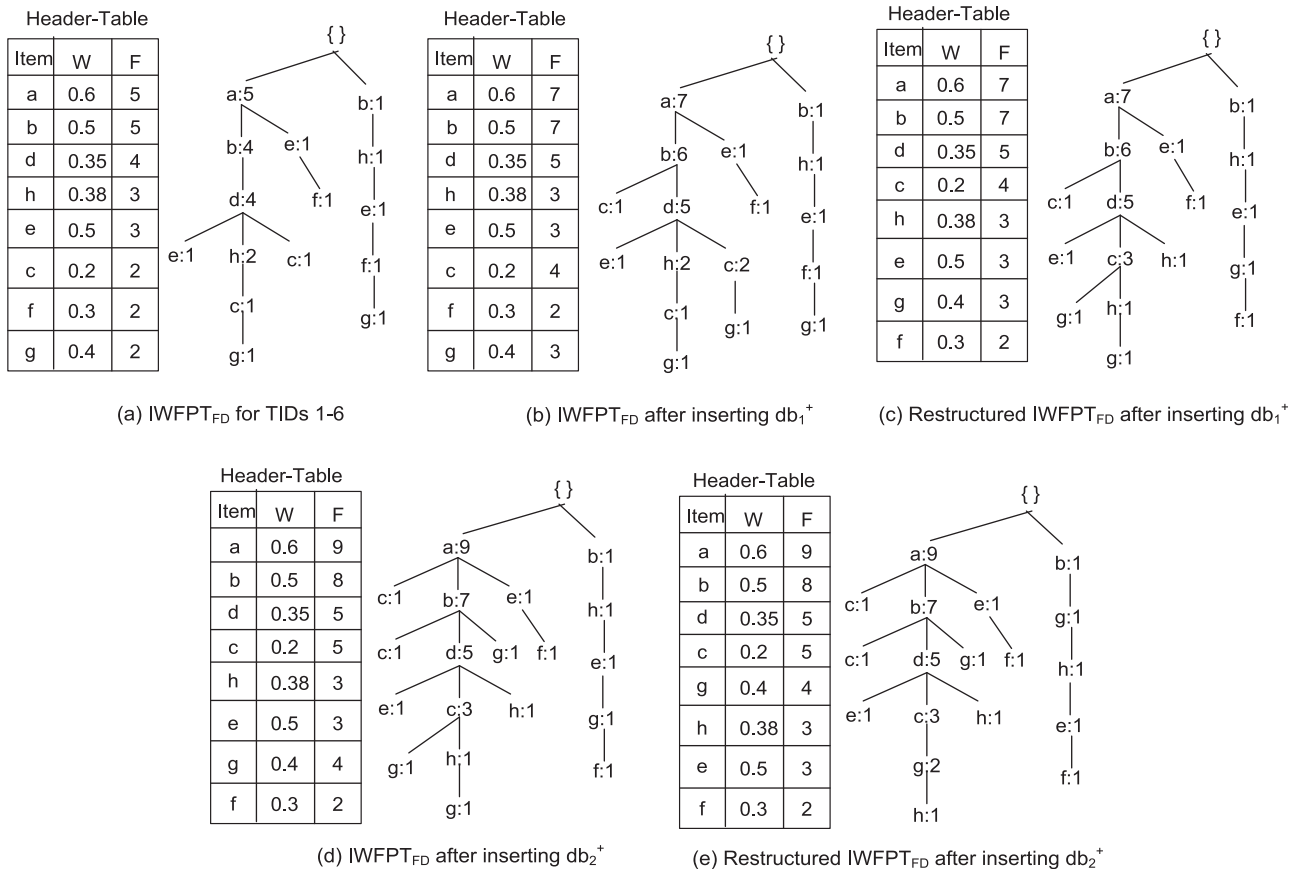 Header-Table
Item W F
a 0.6 5
b 0.5 5
d 0.35 4
h 0.38 3
e 0.5 3
c 0.2 2
f 0.3 2
g 0.4 2
{ }
a:5 b:1
b:4 e:1 h:1
d:4 f:1 e:1
e:1 h:2 c:1 f:1
c:1 g:1
g:1
(a) IWFPT_FD for TIDs 1-6
Header-Table
Item W F
a 0.6 7
b 0.5 7
d 0.35 5
h 0.38 3
e 0.5 3
c 0.2 4
f 0.3 2
g 0.4 3
{ }
a:7 b:1
b:6 e:1 h:1
c:1 d:5 f:1 e:1
e:1 h:2 c:2 f:1
c:1 g:1 g:1
g:1
(b) IWFPT_FD after inserting db₁⁺
Header-Table
Item W F
a 0.6 7
b 0.5 7
d 0.35 5
c 0.2 4
h 0.38 3
e 0.5 3
g 0.4 3
f 0.3 2
{ }
a:7 b:1
b:6 e:1 h:1
c:1 d:5 f:1 e:1
e:1 c:3 h:1 g:1
g:1 h:1 f:1
g:1
(c) Restructured IWFPT_FD after inserting db₁⁺
Header-Table
Item W F
a 0.6 9
b 0.5 8
d 0.35 5
c 0.2 5
h 0.38 3
e 0.5 3
g 0.4 4
f 0.3 2
{ }
a:9 b:1
c:1 b:7 e:1 h:1
c:1 d:5 g:1 f:1 e:1
e:1 c:3 h:1 g:1
g:1 h:1 f:1
g:1
(d) IWFPT_FD after inserting db₂⁺
Header-Table
Item W F
a 0.6 9
b 0.5 8
d 0.35 5
c 0.2 5
g 0.4 4
h 0.38 3
e 0.5 3
f 0.3 2
{ }
a:9 b:1
c:1 b:7 e:1 g:1
c:1 d:5 g:1 f:1 h:1
e:1 c:3 h:1 e:1
g:2 f:1
h:1
(e) Restructured IWFPT_FD after inserting db₂⁺